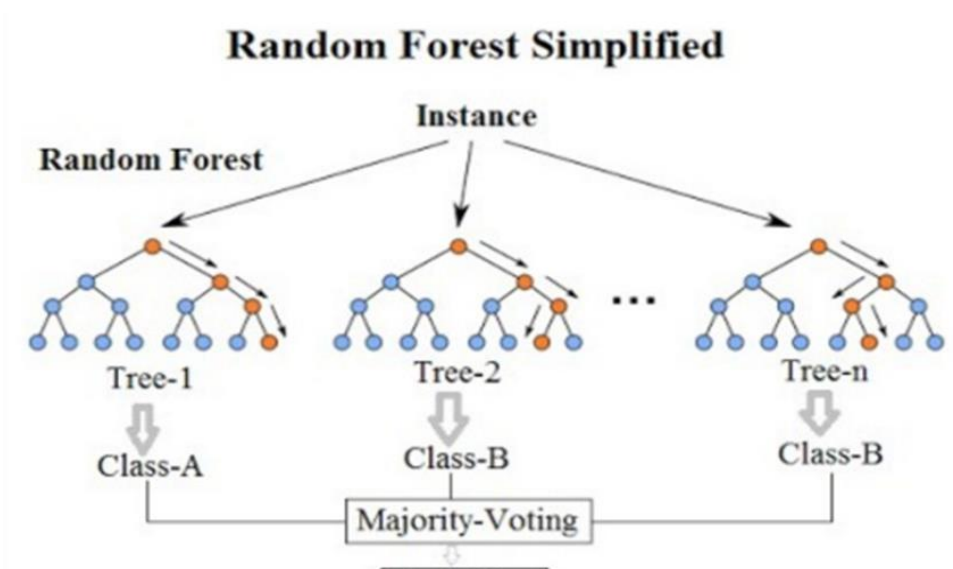 Random Forest Simplified
Instance
Random Forest
...
Tree-1
Tree-2
Tree-n
Class-A
Class-B
Class-B
Majority-Voting